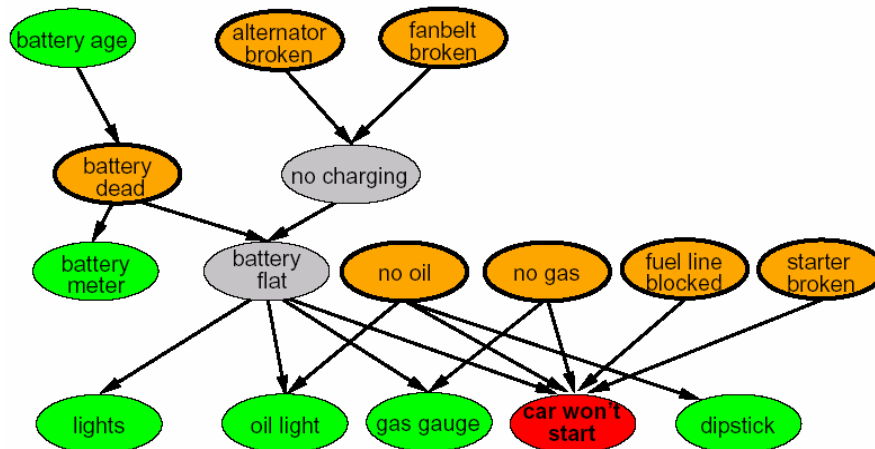 battery age
alternator
broken
fanbelt
broken
battery
dead
no charging
battery
meter
battery
flat
no oil
no gas
fuel line
blocked
starter
broken
lights
oil light
gas gauge
car won't
start
dipstick